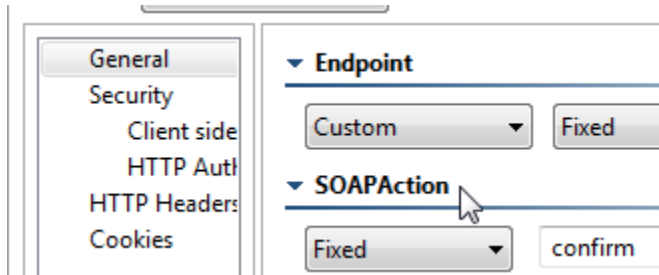 General
Security
Client side
HTTP Auth
HTTP Headers
Cookies
Endpoint
Custom Fixed
SOAPAction
Fixed confirm